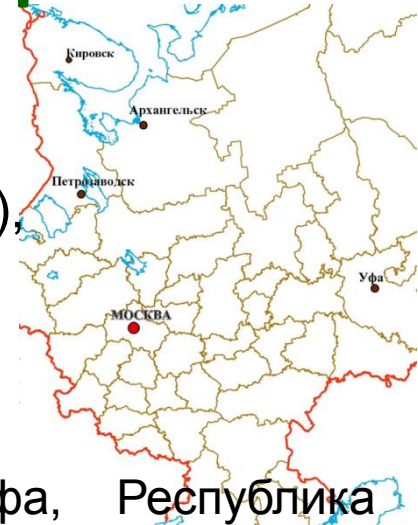 Кировск
Архангельск
Петрозаводск
),
Уфа
МОСКВА
фа, Республика